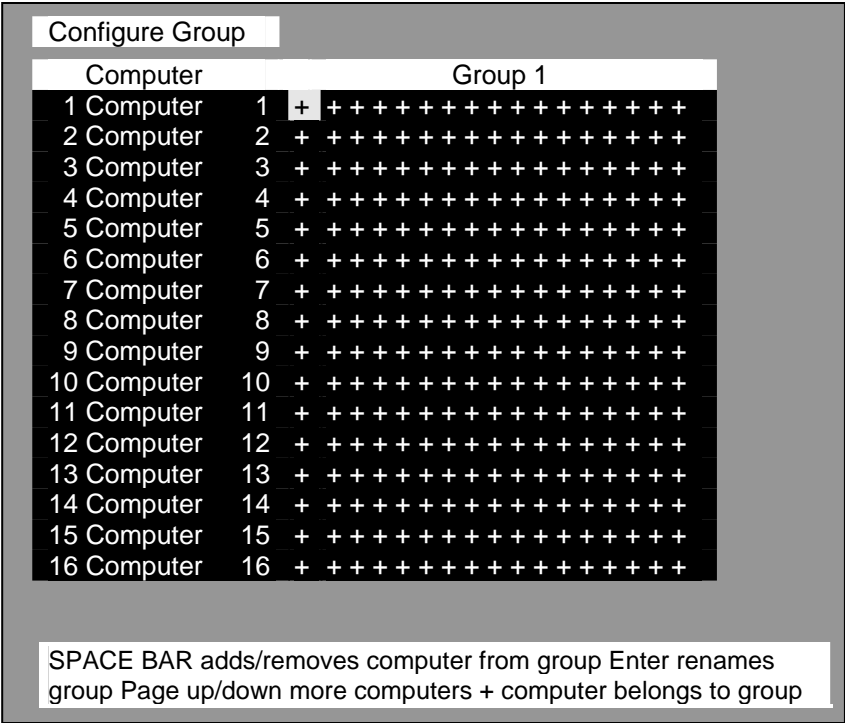 Configure Group
Computer Group 1
1 Computer 1 + + + + + + + + + + + + + + + + +
2 Computer 2 + + + + + + + + + + + + + + + + +
3 Computer 3 + + + + + + + + + + + + + + + + +
4 Computer 4 + + + + + + + + + + + + + + + + +
5 Computer 5 + + + + + + + + + + + + + + + + +
6 Computer 6 + + + + + + + + + + + + + + + + +
7 Computer 7 + + + + + + + + + + + + + + + + +
8 Computer 8 + + + + + + + + + + + + + + + + +
9 Computer 9 + + + + + + + + + + + + + + + + +
10 Computer 10 + + + + + + + + + + + + + + + + +
11 Computer 11 + + + + + + + + + + + + + + + + +
12 Computer 12 + + + + + + + + + + + + + + + + +
13 Computer 13 + + + + + + + + + + + + + + + + +
14 Computer 14 + + + + + + + + + + + + + + + + +
15 Computer 15 + + + + + + + + + + + + + + + + +
16 Computer 16 + + + + + + + + + + + + + + + + +
SPACE BAR adds/removes computer from group Enter renames
group Page up/down more computers + computer belongs to group